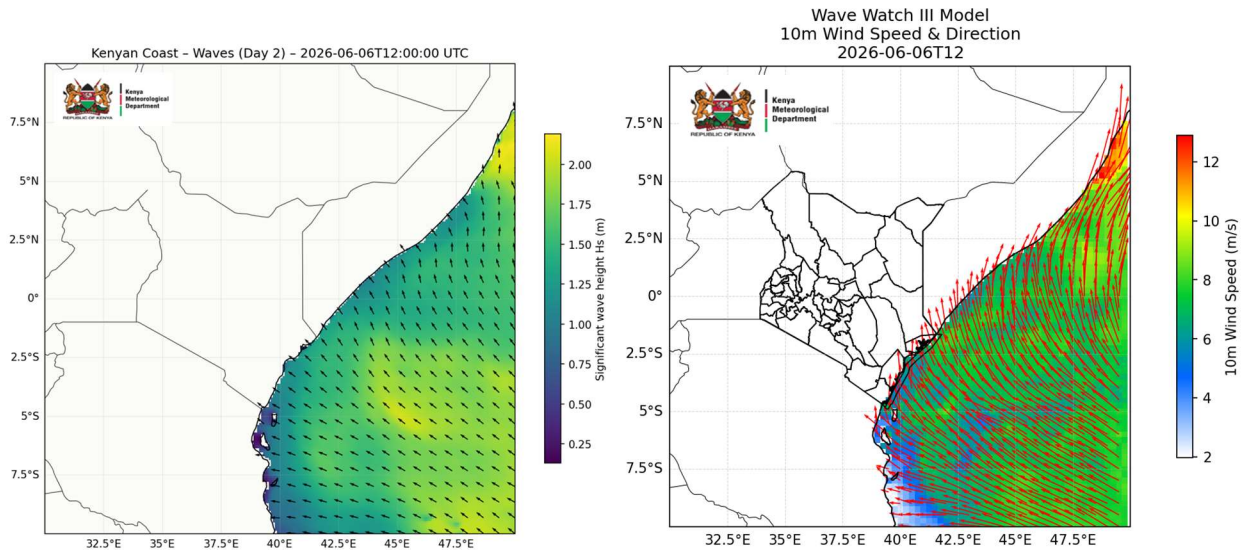 Kenyan Coast – Waves (Day 2) – 2026-06-06T12:00:00 UTC
REPUBLIC OF KENYA
Kenya
Meteorological
Department
7.5°N
5°N
2.5°N
0°
2.5°S
5°S
7.5°S
32.5°E
35°E
37.5°E
40°E
42.5°E
45°E
47.5°E
2.00
1.75
1.50
1.25
1.00
0.75
0.50
0.25
Significant wave height Hs (m)
Wave Watch III Model
10m Wind Speed & Direction
2026-06-06T12
REPUBLIC OF KENYA
Kenya
Meteorological
Department
7.5°N
5°N
2.5°N
0°
2.5°S
5°S
7.5°S
32.5°E
35°E
37.5°E
40°E
42.5°E
45°E
47.5°E
12
10
8
6
4
2
10m Wind Speed (m/s)